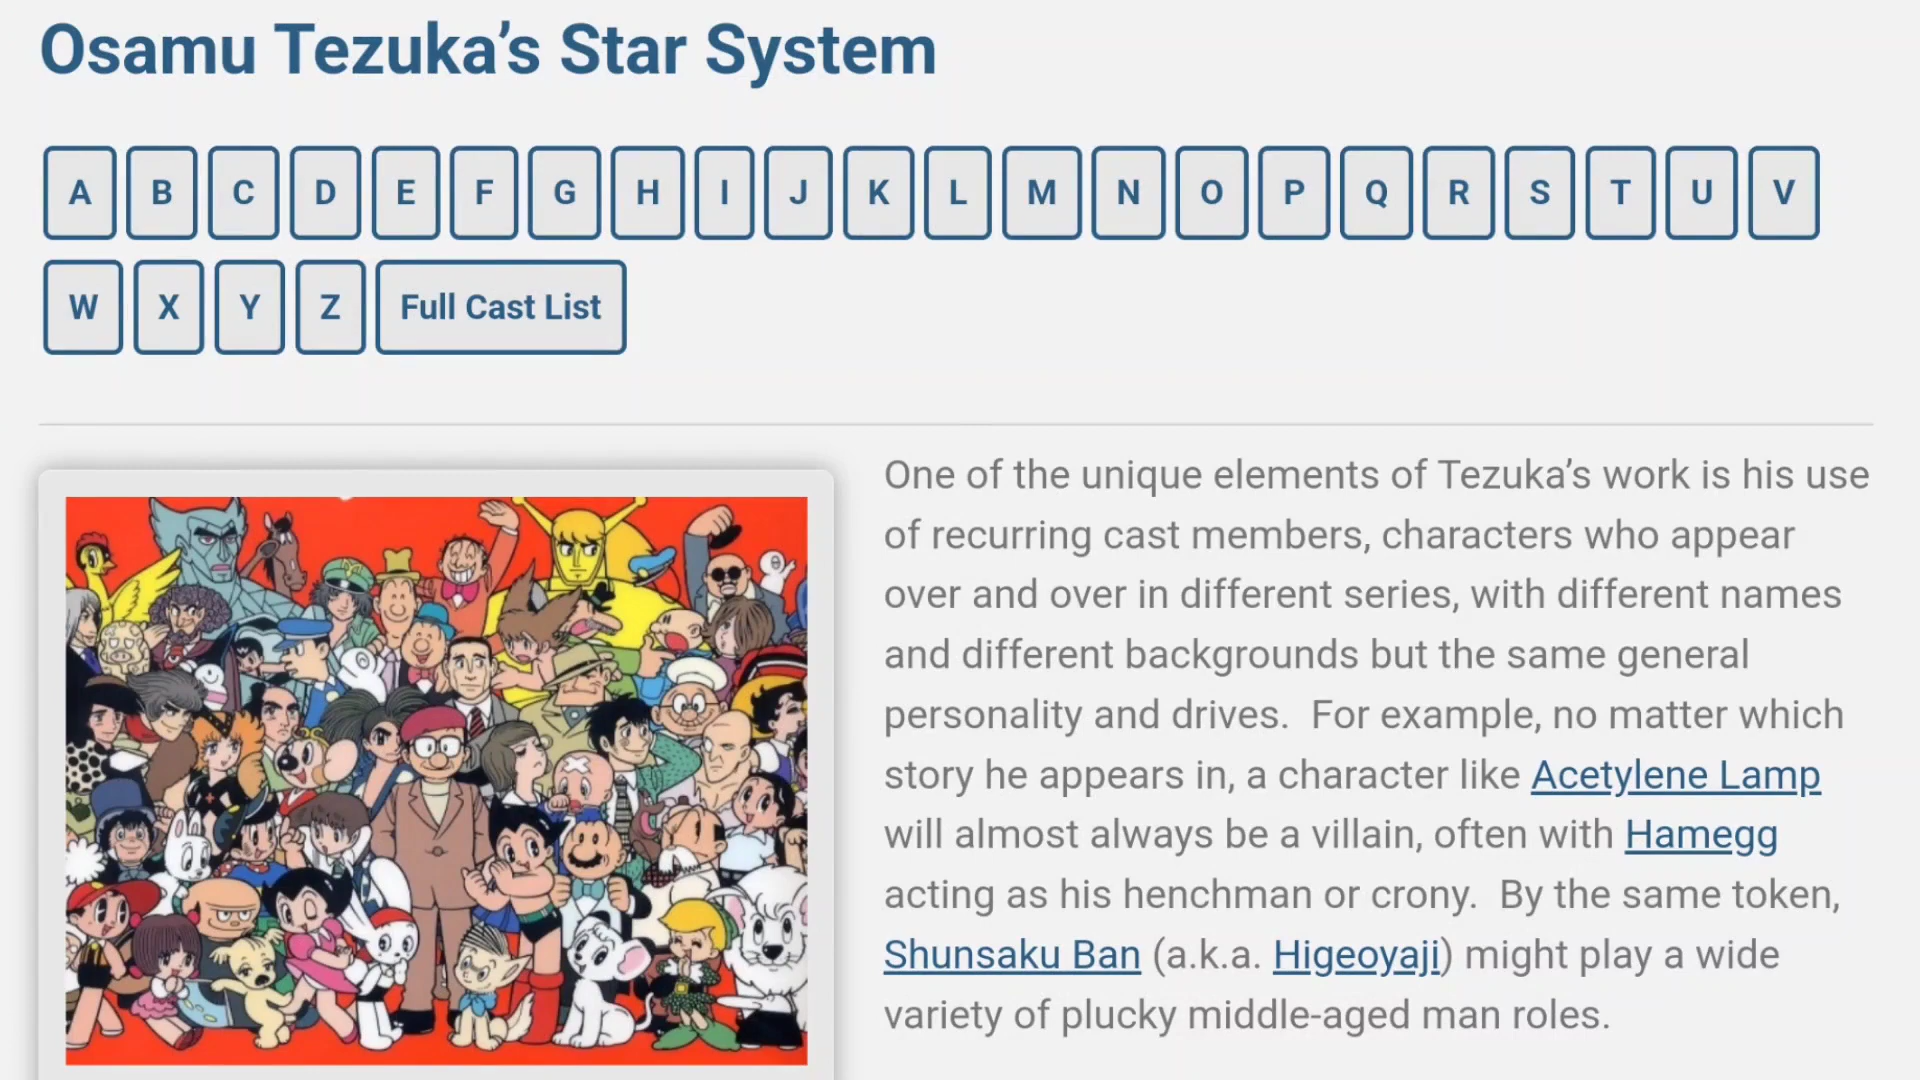 Osamu Tezuka’s Star System
A B C D E F G H I J K L M N O P Q R S T U V
W X Y Z Full Cast List
One of the unique elements of Tezuka’s work is his use
of recurring cast members, characters who appear
over and over in different series, with different names
and different backgrounds but the same general
personality and drives.  For example, no matter which
story he appears in, a character like Acetylene Lamp
will almost always be a villain, often with Hamegg
acting as his henchman or crony.  By the same token,
Shunsaku Ban (a.k.a. Higeoyaji) might play a wide
variety of plucky middle-aged man roles.